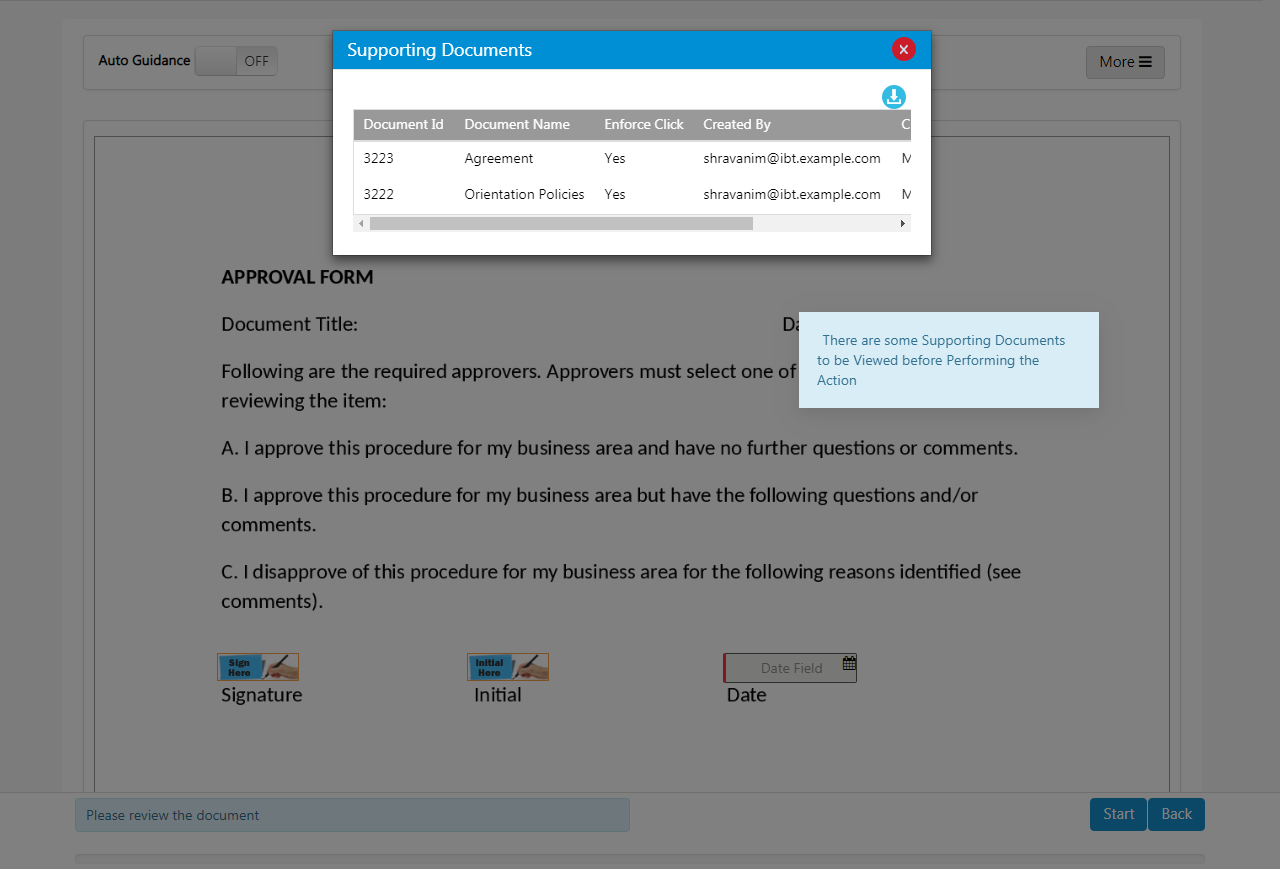 Supporting Documents
Auto Guidance OFF
More
Document Id Document Name Enforce Click Created By
3223 Agreement Yes shravanim@ibt.example.com
3222 Orientation Policies Yes shravanim@ibt.example.com
APPROVAL FORM
Document Title:
There are some Supporting Documents
to be Viewed before Performing the
Action
Following are the required approvers. Approvers must select one of
reviewing the item:
A. I approve this procedure for my business area and have no further questions or comments.
B. I approve this procedure for my business area but have the following questions and/or
comments.
C. I disapprove of this procedure for my business area for the following reasons identified (see
comments).
Sign
Here
Initial
Here
Date Field
Signature Initial Date
Please review the document
Start Back